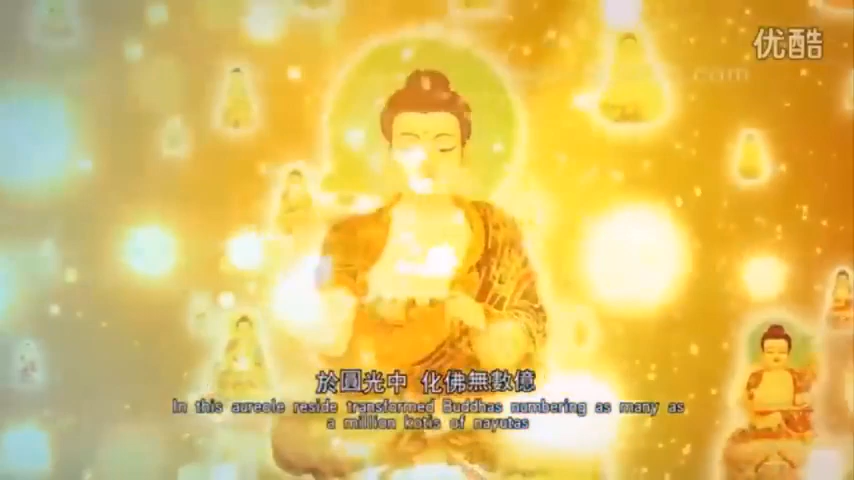 优酷
.com
於圓光中 化佛無數億
In this aureole reside transformed Buddhas numbering as many as
a million kotis of nayutas